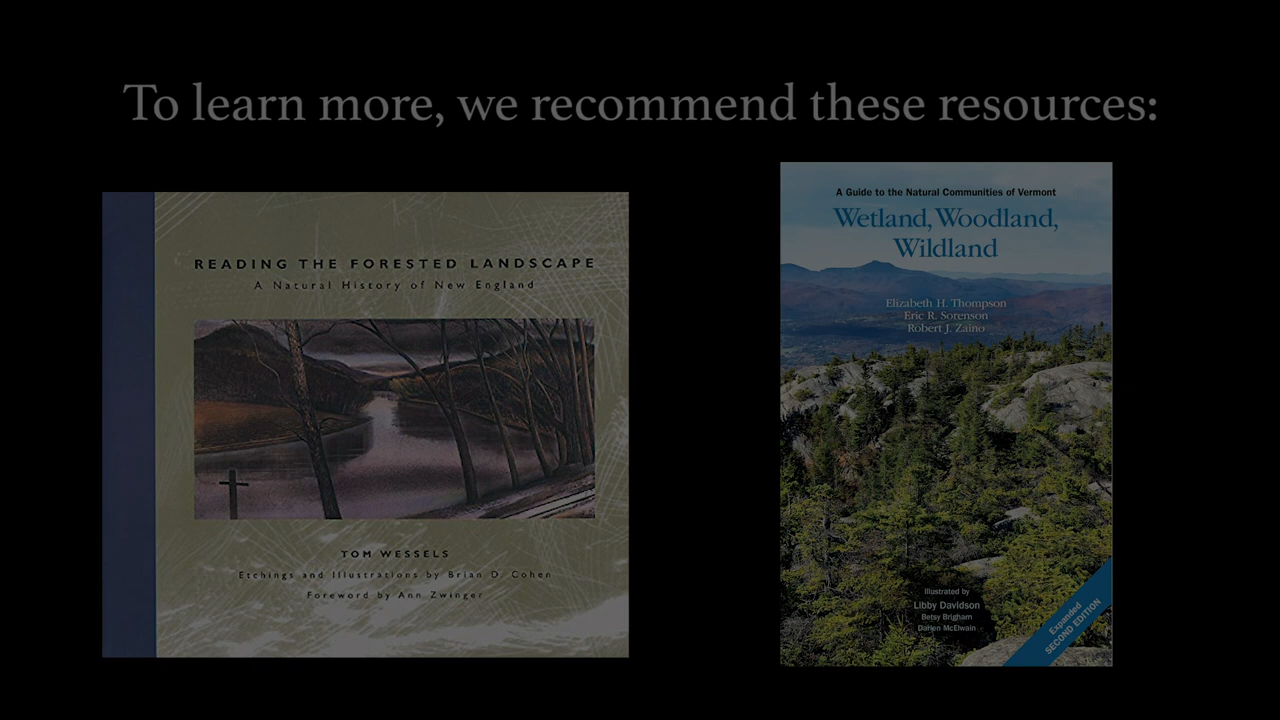 To learn more, we recommend these resources:
READING THE FORESTED LANDSCAPE
A Natural History of New England
TOM WESSELS
Etchings and Illustrations by Brian D. Cohen
Foreword by Ann Zwinger
A Guide to the Natural Communities of Vermont
Wetland, Woodland,
Wildland
Elizabeth H. Thompson
Eric R. Sorenson
Robert J. Zaino
Illustrated by
Libby Davidson
Betsy Brigham
Darien McElwain
Expanded
SECOND EDITION